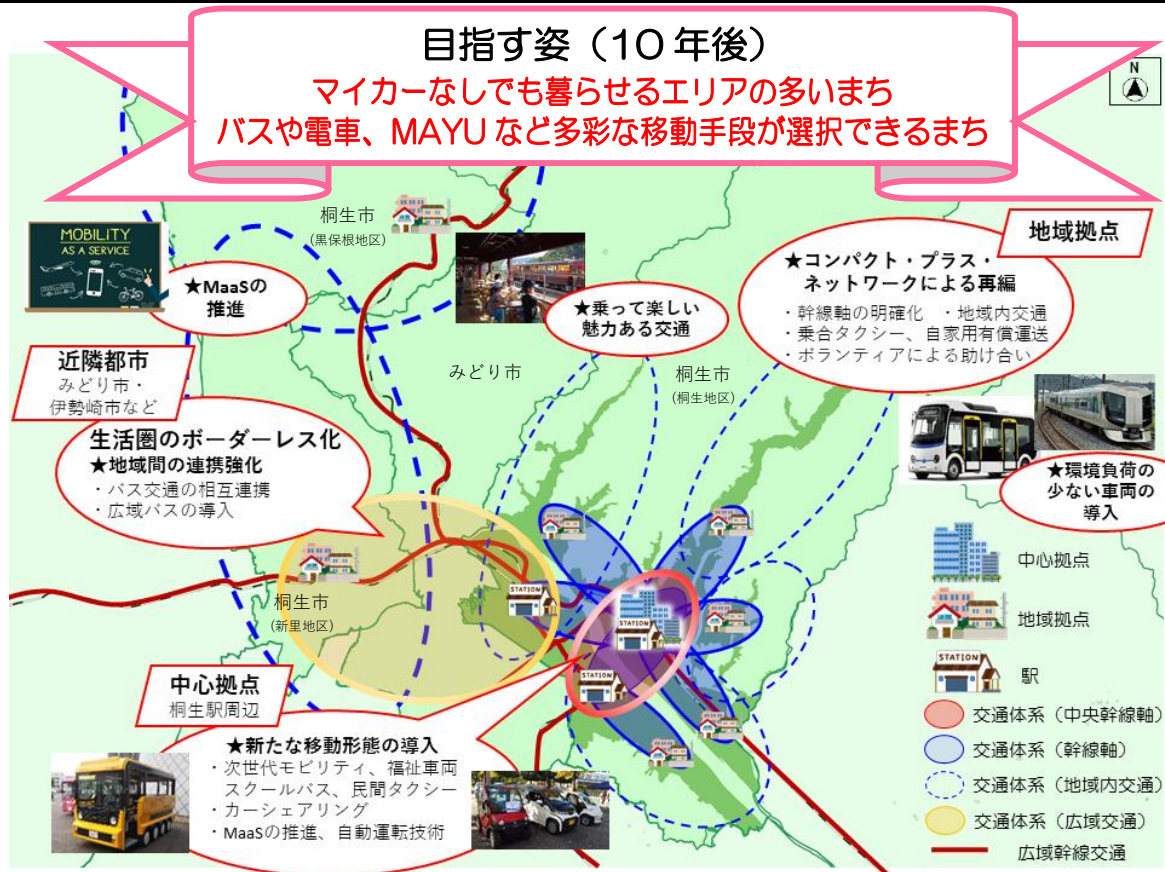 目指す姿（10年後）
マイカーなしでも暮らせるエリアの多いまち
バスや電車、MAYUなど多彩な移動手段が選択できるまち
N
桐生市
(黒保根地区)
MOBILITY
AS A SERVICE
★MaaSの
推進
★乗って楽しい
魅力ある交通
地域拠点
★コンパクト・プラス・
ネットワークによる再編
・幹線軸の明確化　・地域内交通
・乗合タクシー、自家用有償運送
・ボランティアによる助け合い
近隣都市
みどり市・
伊勢崎市など
みどり市
桐生市
(桐生地区)
生活圏のボーダーレス化
★地域間の連携強化
・バス交通の相互連携
・広域バスの導入
★環境負荷の
少ない車両の
導入
桐生市
(新里地区)
STATION
STATION
STATION
中心拠点
桐生駅周辺
★新たな移動形態の導入
・次世代モビリティ、福祉車両
スクールバス、民間タクシー
・カーシェアリング
・MaaSの推進、自動運転技術
中心拠点
地域拠点
STATION
駅
交通体系（中央幹線軸）
交通体系（幹線軸）
交通体系（地域内交通）
交通体系（広域交通）
広域幹線交通